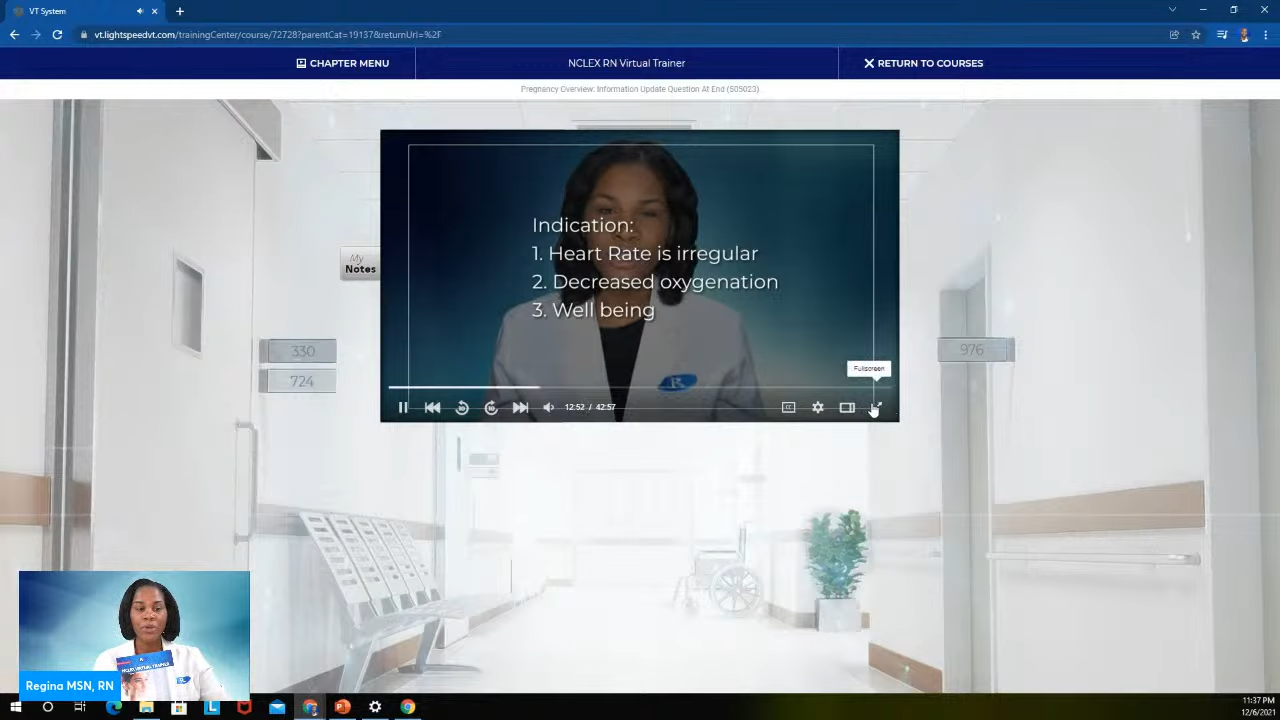 VT System
vt.lightspeedvt.com/trainingCenter/course/72728?parentCat=19137&returnUrl=%2F
CHAPTER MENU
NCLEX RN Virtual Trainer
RETURN TO COURSES
Pregnancy Overview: Information Update Question At End (505023)
My
Notes
Indication:
1. Heart Rate is irregular
2. Decreased oxygenation
3. Well being
Fullscreen
12:52 / 42:57
R
330
724
976
NCLEX VIRTUAL TRAINER
Regina MSN, RN
11:37 PM
12/6/2021